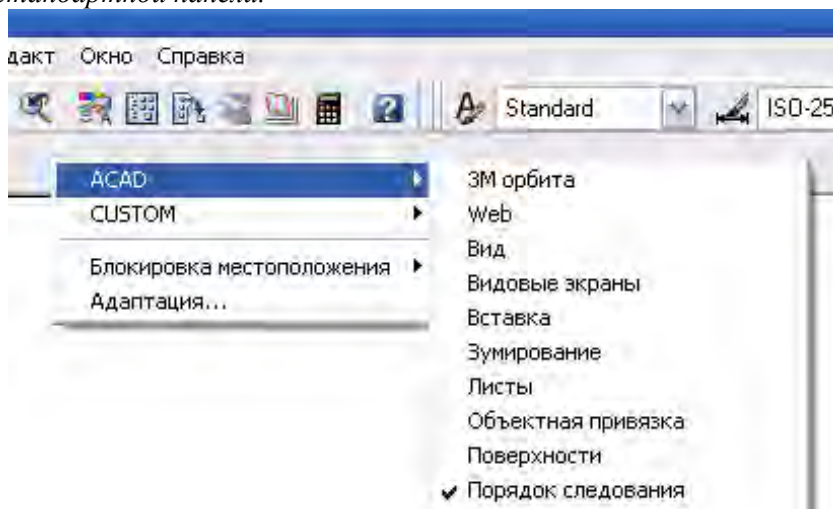 стандартной панели.
дакт Окно Справка
Standard ISO-25
ACAD
CUSTOM
Блокировка местоположения
Адаптация...
3М орбита
Web
Вид
Видовые экраны
Вставка
Зумирование
Листы
Объектная привязка
Поверхности
Порядок следования